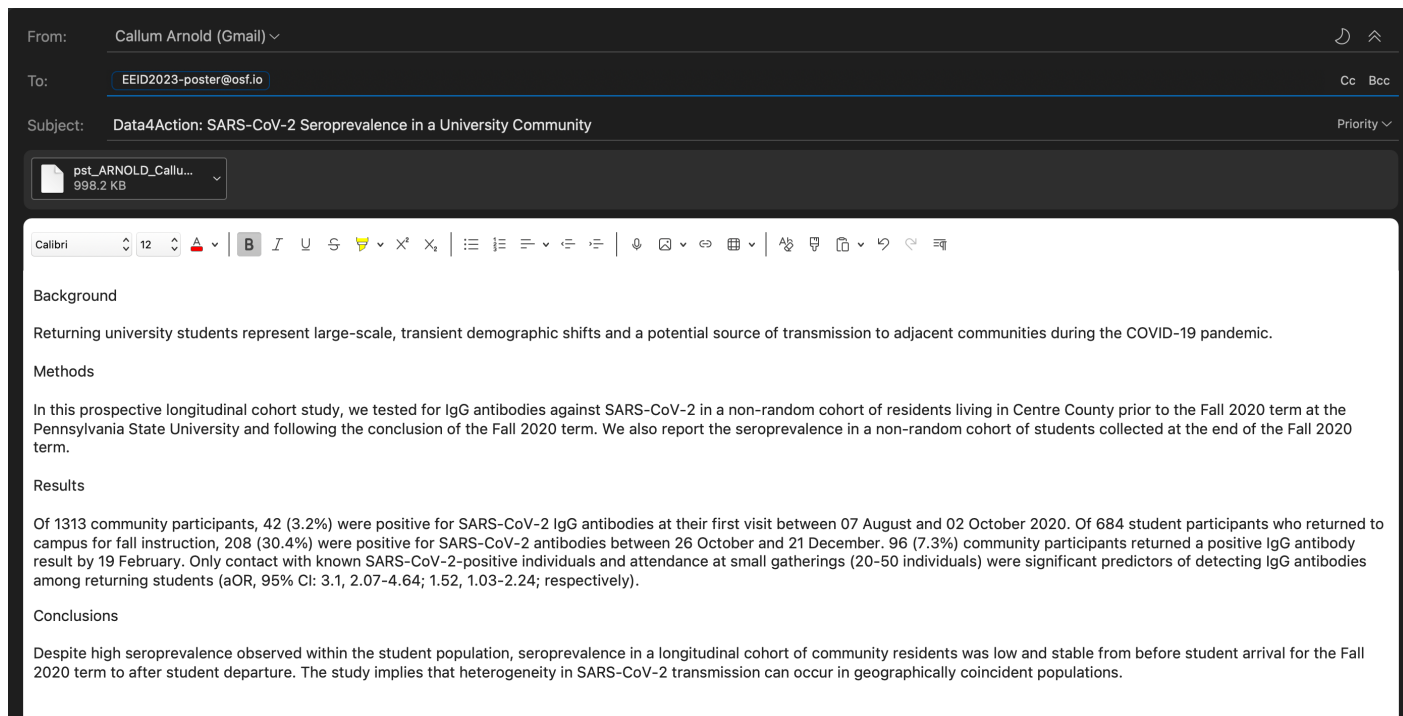 From: Callum Arnold (Gmail)
To: EEID2023-poster@osf.io Cc Bcc
Subject: Data4Action: SARS-CoV-2 Seroprevalence in a University Community Priority
pst_ARNOLD_Callu...
998.2 KB
Calibri 12 A B I U S X² X₂ Ab
Background
Returning university students represent large-scale, transient demographic shifts and a potential source of transmission to adjacent communities during the COVID-19 pandemic.
Methods
In this prospective longitudinal cohort study, we tested for IgG antibodies against SARS-CoV-2 in a non-random cohort of residents living in Centre County prior to the Fall 2020 term at the
Pennsylvania State University and following the conclusion of the Fall 2020 term. We also report the seroprevalence in a non-random cohort of students collected at the end of the Fall 2020
term.
Results
Of 1313 community participants, 42 (3.2%) were positive for SARS-CoV-2 IgG antibodies at their first visit between 07 August and 02 October 2020. Of 684 student participants who returned to
campus for fall instruction, 208 (30.4%) were positive for SARS-CoV-2 antibodies between 26 October and 21 December. 96 (7.3%) community participants returned a positive IgG antibody
result by 19 February. Only contact with known SARS-CoV-2-positive individuals and attendance at small gatherings (20-50 individuals) were significant predictors of detecting IgG antibodies
among returning students (aOR, 95% CI: 3.1, 2.07-4.64; 1.52, 1.03-2.24; respectively).
Conclusions
Despite high seroprevalence observed within the student population, seroprevalence in a longitudinal cohort of community residents was low and stable from before student arrival for the Fall
2020 term to after student departure. The study implies that heterogeneity in SARS-CoV-2 transmission can occur in geographically coincident populations.